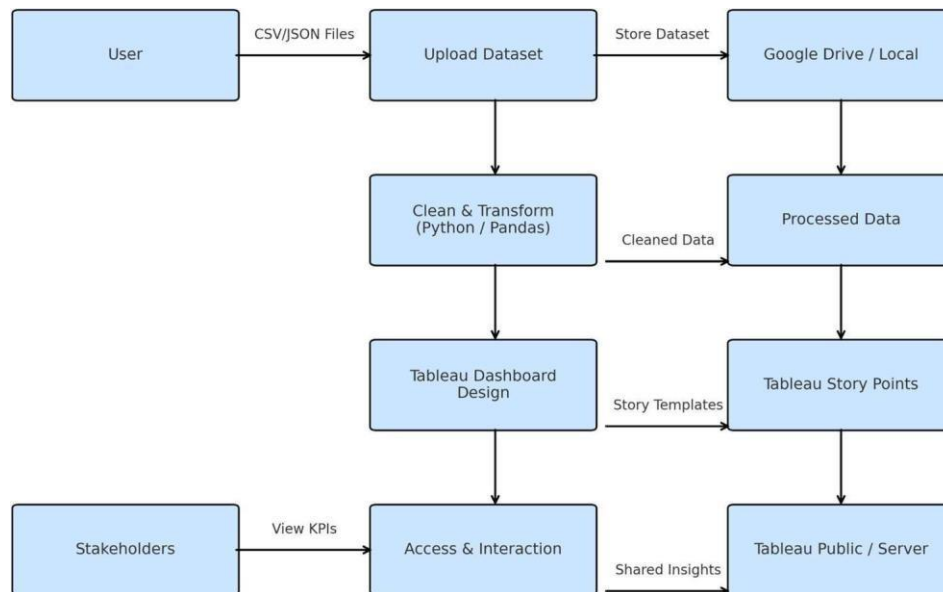 User
CSV/JSON Files
Upload Dataset
Store Dataset
Google Drive / Local
Clean & Transform
(Python / Pandas)
Cleaned Data
Processed Data
Tableau Dashboard
Design
Story Templates
Tableau Story Points
Stakeholders
View KPIs
Access & Interaction
Shared Insights
Tableau Public / Server